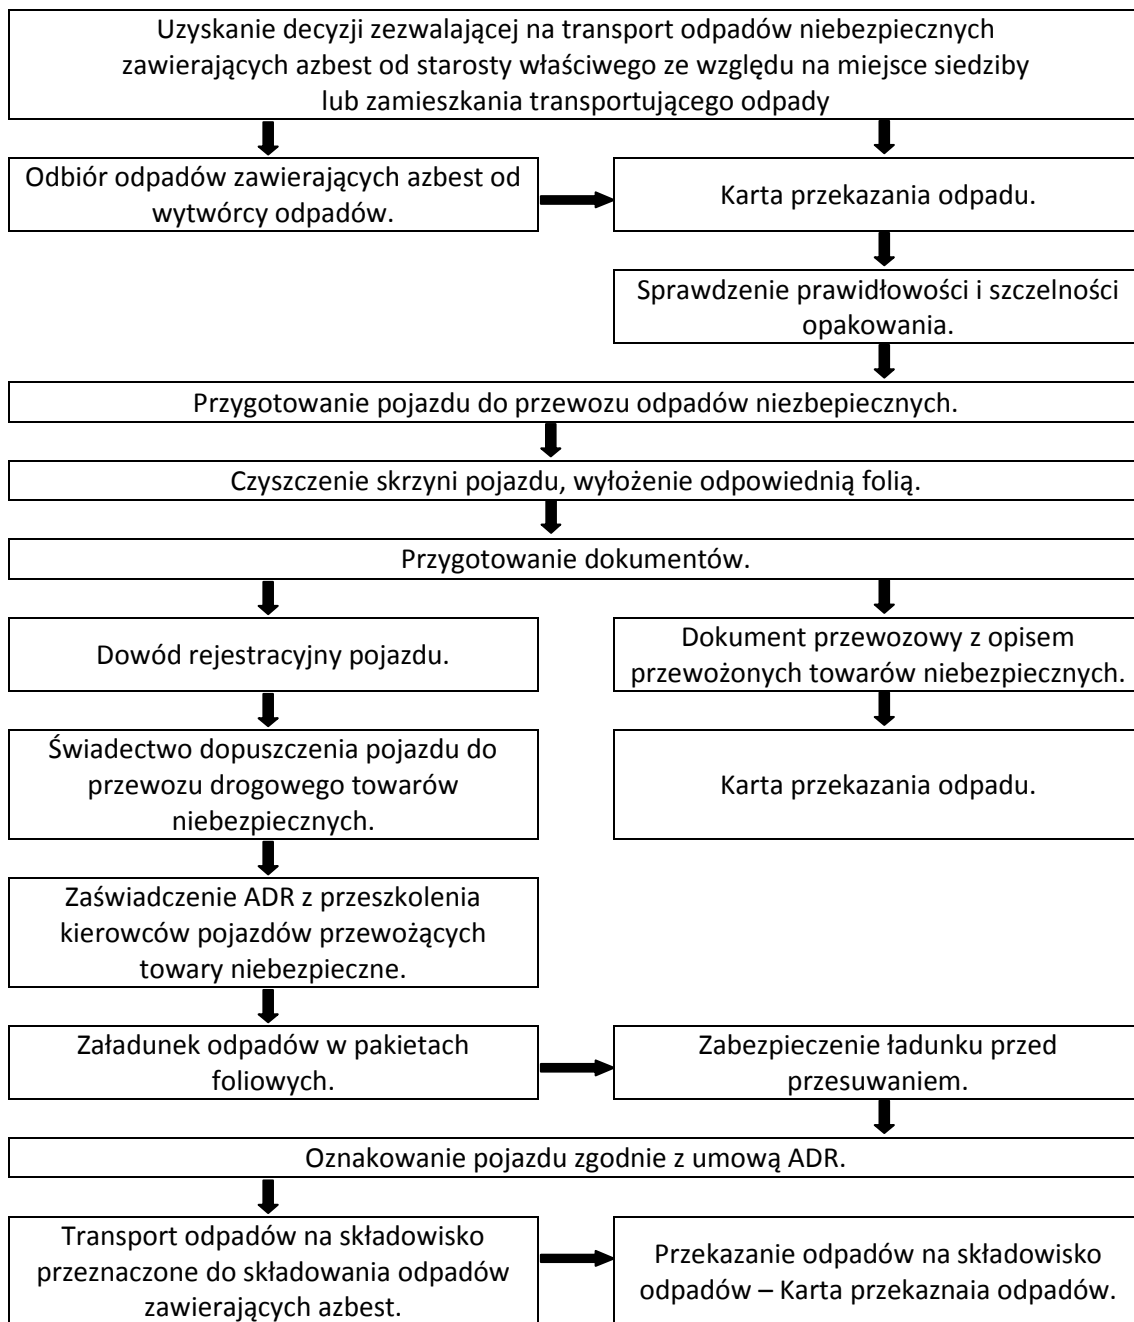 Uzyskanie decyzji zezwalającej na transport odpadów niebezpiecznych
zawierających azbest od starosty właściwego ze względu na miejsce siedziby
lub zamieszkania transportującego odpady
Odbiór odpadów zawierających azbest od
wytwórcy odpadów.
Karta przekazania odpadu.
Sprawdzenie prawidłowości i szczelności
opakowania.
Przygotowanie pojazdu do przewozu odpadów niezbepiecznych.
Czyszczenie skrzyni pojazdu, wyłożenie odpowiednią folią.
Przygotowanie dokumentów.
Dowód rejestracyjny pojazdu.
Dokument przewozowy z opisem
przewożonych towarów niebezpiecznych.
Świadectwo dopuszczenia pojazdu do
przewozu drogowego towarów
niebezpiecznych.
Karta przekazania odpadu.
Zaświadczenie ADR z przeszkolenia
kierowców pojazdów przewożących
towary niebezpieczne.
Załadunek odpadów w pakietach
foliowych.
Zabezpieczenie ładunku przed
przesuwaniem.
Oznakowanie pojazdu zgodnie z umową ADR.
Transport odpadów na składowisko
przeznaczone do składowania odpadów
zawierających azbest.
Przekazanie odpadów na składowisko
odpadów – Karta przekaznaia odpadów.